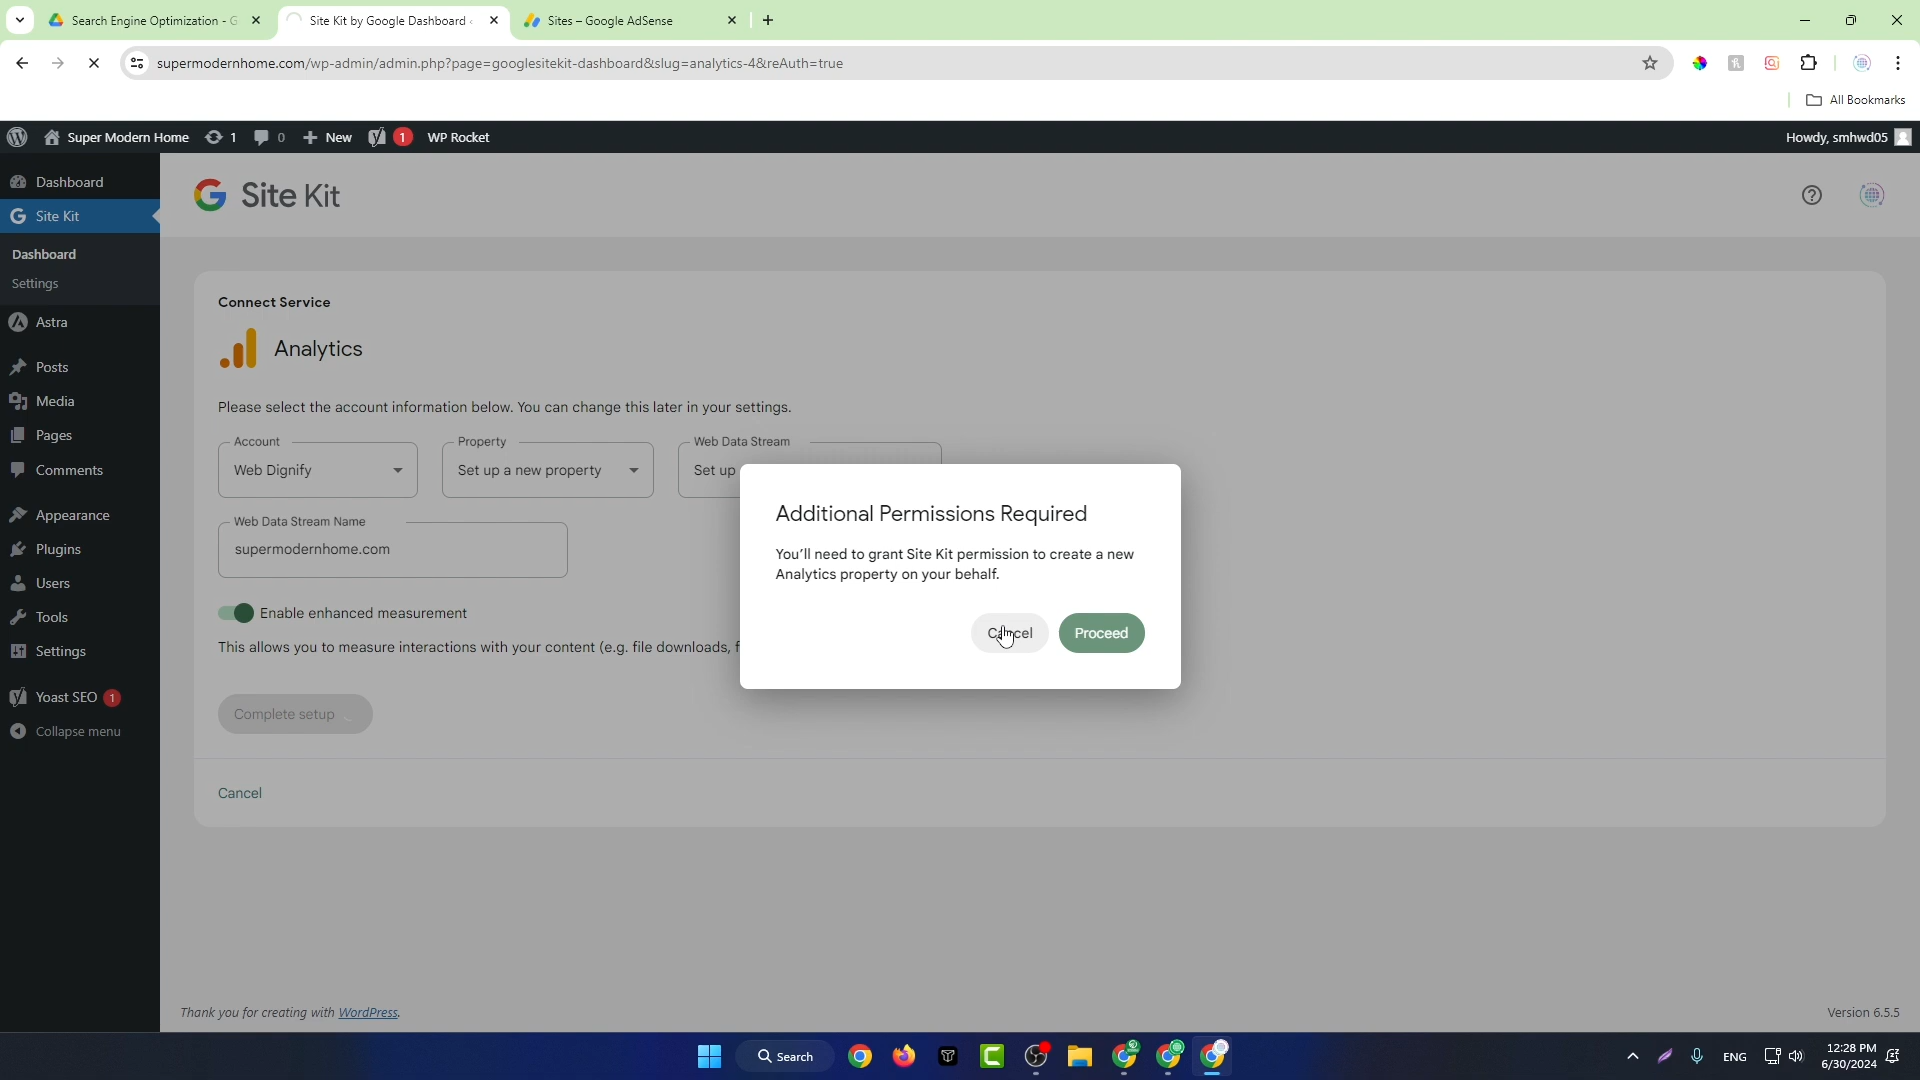 Search Engine Optimization - G
Site Kit by Google Dashboard
Sites – Google AdSense
supermodernhome.com/wp-admin/admin.php?page=googlesitekit-dashboard&slug=analytics-4&reAuth=true
All Bookmarks
Super Modern Home
1
0
New
1
WP Rocket
Howdy, smhwd05
Dashboard
Site Kit
Dashboard
Settings
Astra
Posts
Media
Pages
Comments
Appearance
Plugins
Users
Tools
Settings
Yoast SEO 1
Collapse menu
Site Kit
Connect Service
Analytics
Please select the account information below. You can change this later in your settings.
Account
Web Dignify
Property
Set up a new property
Web Data Stream
Set up
Web Data Stream Name
supermodernhome.com
Enable enhanced measurement
This allows you to measure interactions with your content (e.g. file downloads,
Complete setup
Cancel
Additional Permissions Required
You'll need to grant Site Kit permission to create a new
Analytics property on your behalf.
Cancel
Proceed
Thank you for creating with WordPress.
Version 6.5.5
Search
ENG
12:28 PM
6/30/2024